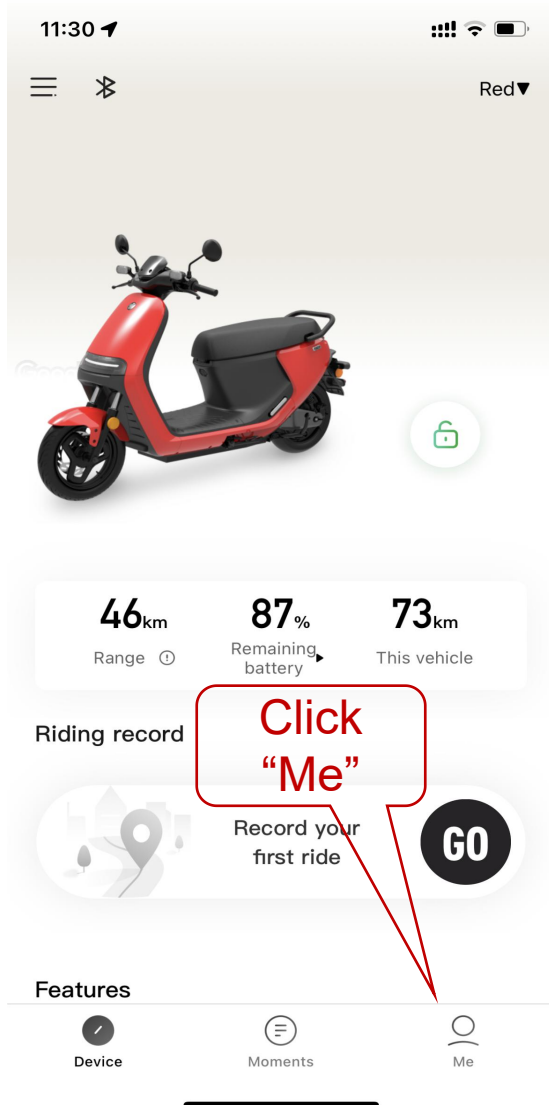 11:30
Red▼
46km
87%
73km
Range
Remaining
battery
This vehicle
Click
“Me”
Riding record
Record your
first ride
GO
Features
Device
Moments
Me